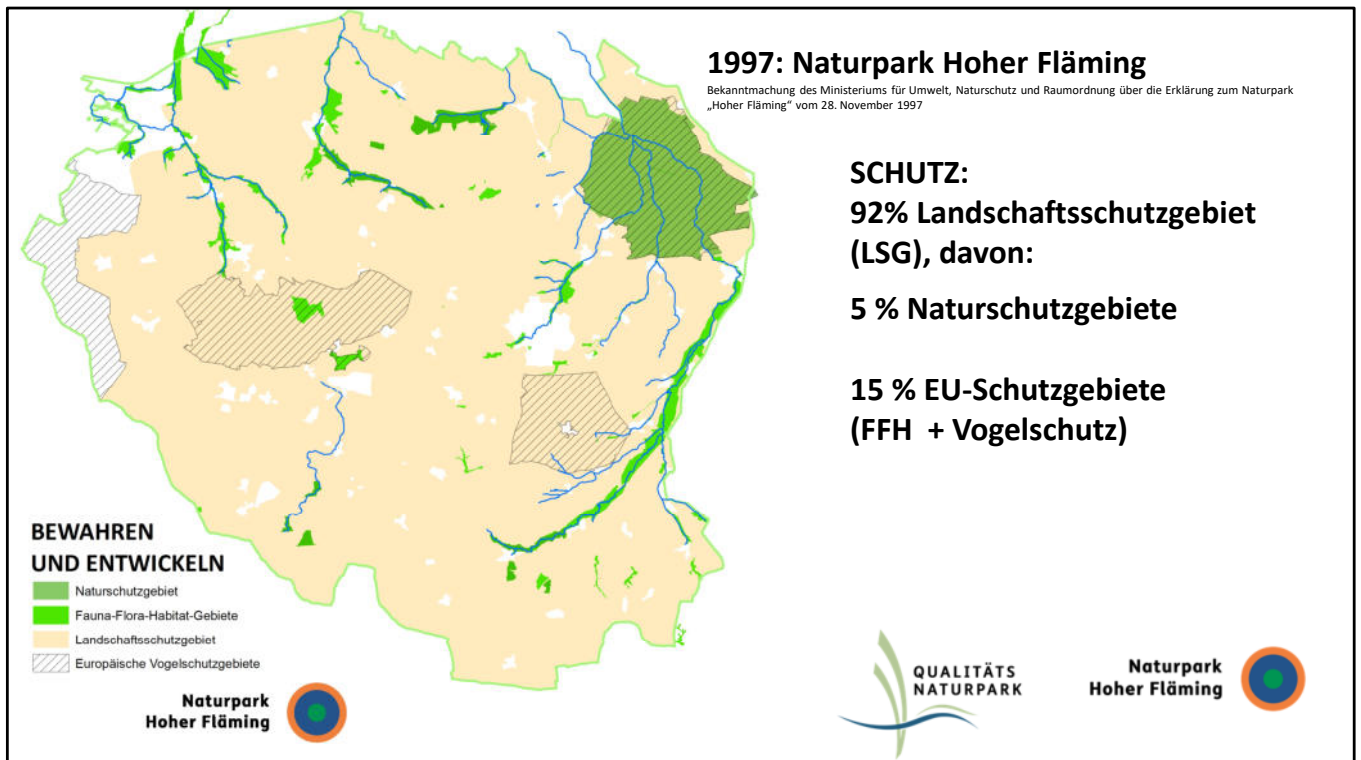 1997: Naturpark Hoher Fläming
Bekanntmachung des Ministeriums für Umwelt, Naturschutz und Raumordnung über die Erklärung zum Naturpark
„Hoher Fläming“ vom 28. November 1997
SCHUTZ:
92% Landschaftsschutzgebiet
(LSG), davon:
5 % Naturschutzgebiete
15 % EU-Schutzgebiete
(FFH + Vogelschutz)
BEWAHREN
UND ENTWICKELN
Naturschutzgebiet
Fauna-Flora-Habitat-Gebiete
Landschaftsschutzgebiet
Europäische Vogelschutzgebiete
Naturpark
Hoher Fläming
QUALITÄTS
NATURPARK
Naturpark
Hoher Fläming